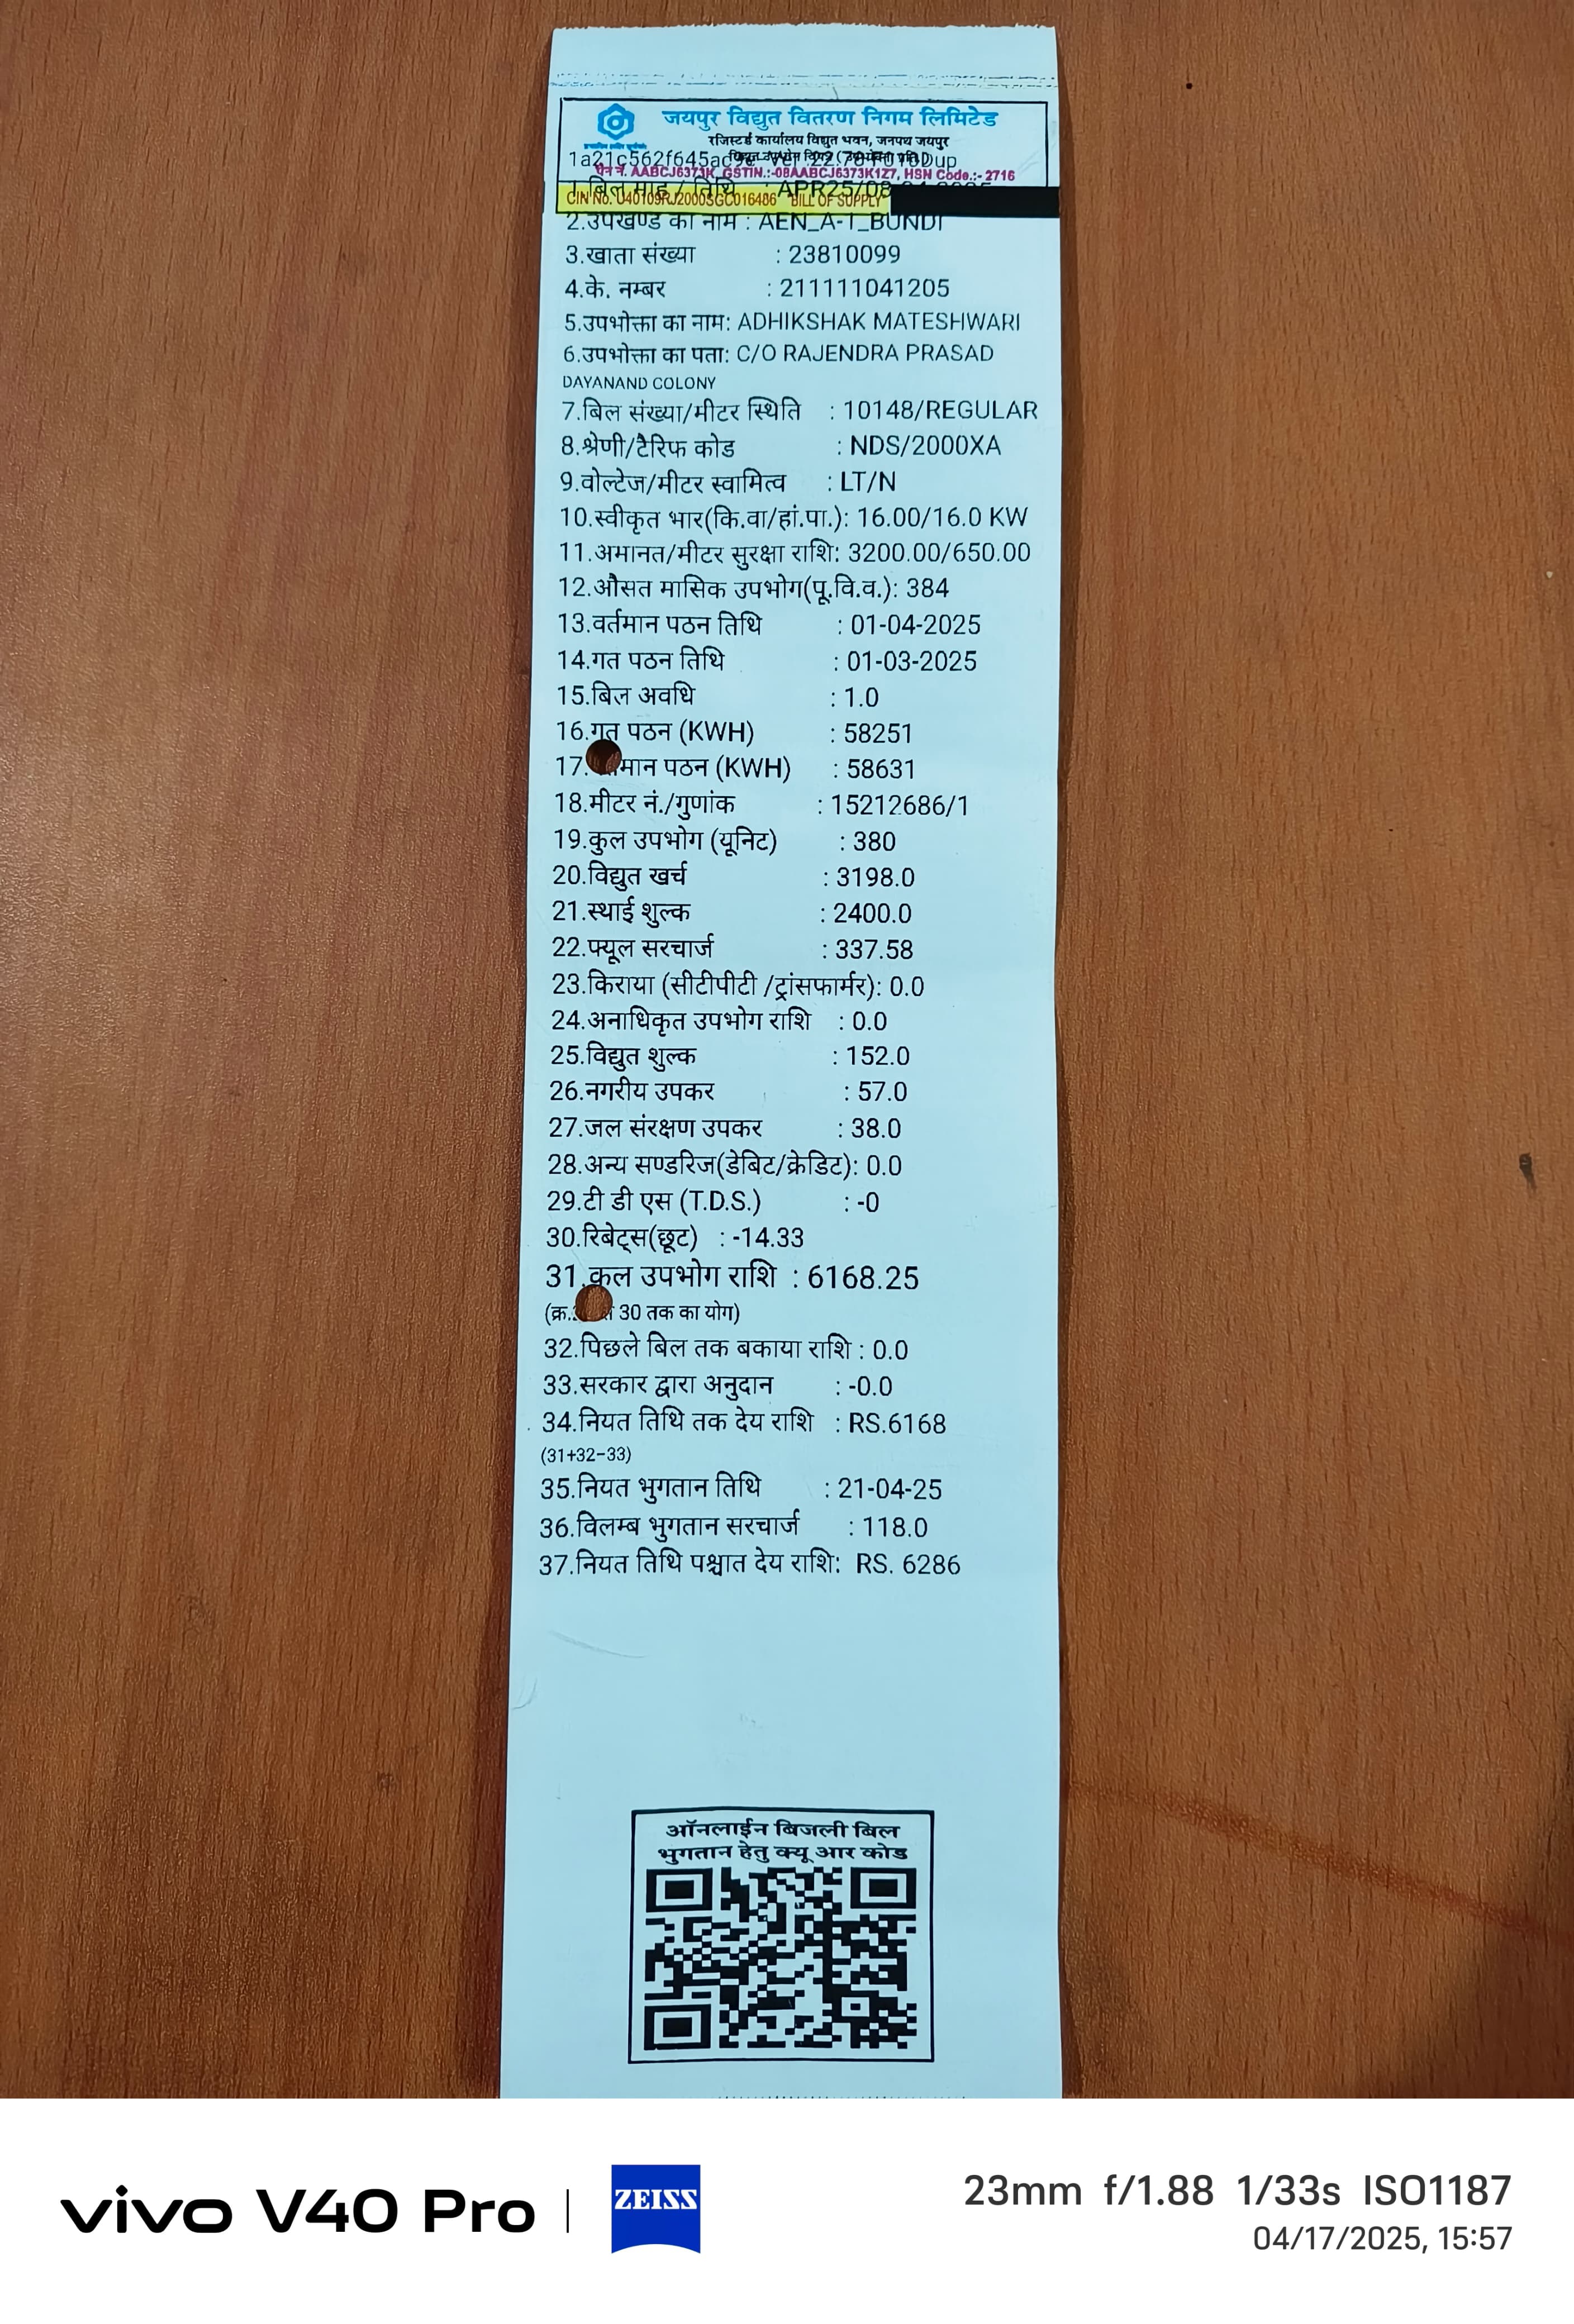 जयपुर विद्युत वितरण निगम लिमिटेड
रजिस्टर्ड कार्यालय विद्युत भवन, जनपथ जयपुर
1a21c562f645ac
पैन नं. AABCJ6373K, GSTIN.:-08AABCJ6373K1Z7, HSN Code.:- 2716
1.बिल माह / तिथि : APR25/08
CIN No. U40109RJ2000SGC016486 BILL OF SUPPLY
2.उपखण्ड का नाम : AEN_A-1_BUNDI
3.खाता संख्या : 23810099
4.के. नम्बर : 211111041205
5.उपभोक्ता का नाम: ADHIKSHAK MATESHWARI
6.उपभोक्ता का पता: C/O RAJENDRA PRASAD
DAYANAND COLONY
7.बिल संख्या/मीटर स्थिति : 10148/REGULAR
8.श्रेणी/टैरिफ कोड : NDS/2000XA
9.वोल्टेज/मीटर स्वामित्व : LT/N
10.स्वीकृत भार(कि.वा/हां.पा.): 16.00/16.0 KW
11.अमानत/मीटर सुरक्षा राशि: 3200.00/650.00
12.औसत मासिक उपभोग(पू.वि.व.): 384
13.वर्तमान पठन तिथि : 01-04-2025
14.गत पठन तिथि : 01-03-2025
15.बिल अवधि : 1.0
16.गत पठन (KWH) : 58251
17. मान पठन (KWH) : 58631
18.मीटर नं./गुणांक : 15212686/1
19.कुल उपभोग (यूनिट) : 380
20.विद्युत खर्च : 3198.0
21.स्थाई शुल्क : 2400.0
22.फ्यूल सरचार्ज : 337.58
23.किराया (सीटीपीटी /ट्रांसफार्मर): 0.0
24.अनाधिकृत उपभोग राशि : 0.0
25.विद्युत शुल्क : 152.0
26.नगरीय उपकर : 57.0
27.जल संरक्षण उपकर : 38.0
28.अन्य सण्डरिज(डेबिट/क्रेडिट): 0.0
29.टी डी एस (T.D.S.) : -0
30.रिबेट्स(छूट) : -14.33
31.कुल उपभोग राशि : 6168.25
(क्र. 30 तक का योग)
32.पिछले बिल तक बकाया राशि : 0.0
33.सरकार द्वारा अनुदान : -0.0
34.नियत तिथि तक देय राशि : RS.6168
(31+32-33)
35.नियत भुगतान तिथि : 21-04-25
36.विलम्ब भुगतान सरचार्ज : 118.0
37.नियत तिथि पश्चात देय राशि: RS. 6286
ऑनलाईन बिजली बिल
भुगतान हेतु क्यू आर कोड
vivo V40 Pro | ZEISS
23mm f/1.88 1/33s ISO1187
04/17/2025, 15:57